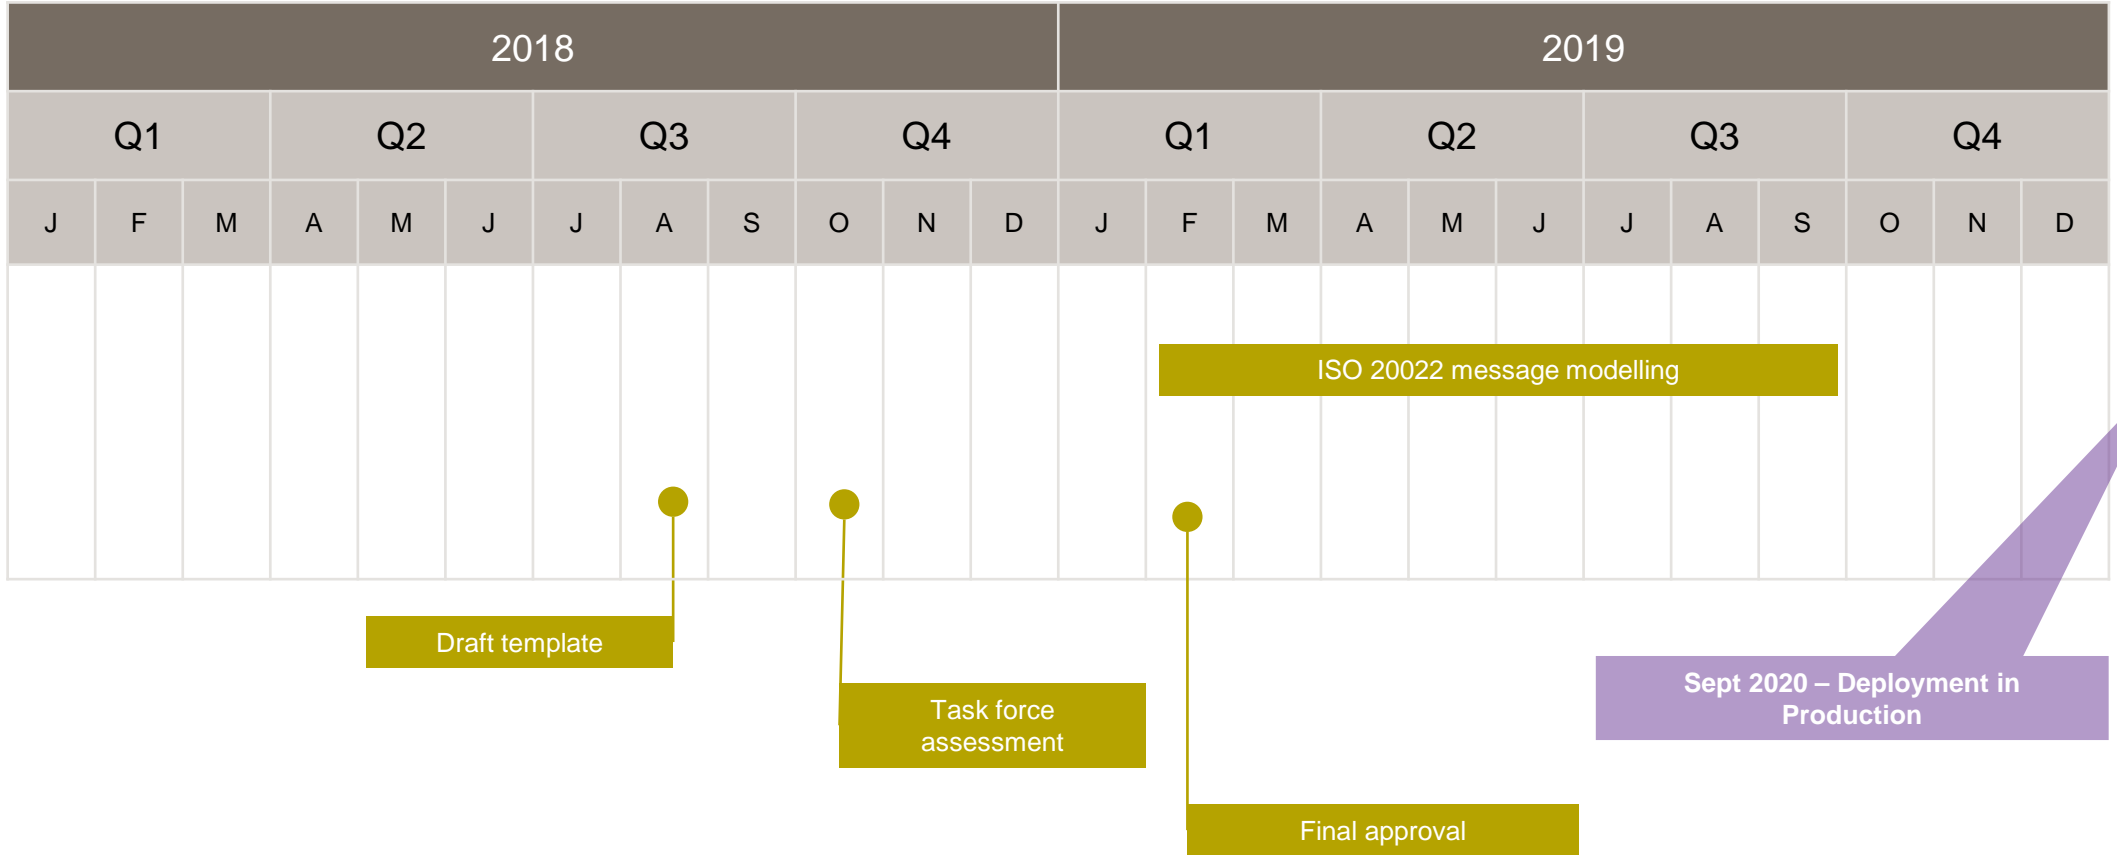 2018 2019
Q1 Q2 Q3 Q4 Q1 Q2 Q3 Q4
J F M A M J J A S O N D J F M A M J J A S O N D
ISO 20022 message modelling
Draft template
Task force
assessment
Sept 2020 – Deployment in
Production
Final approval